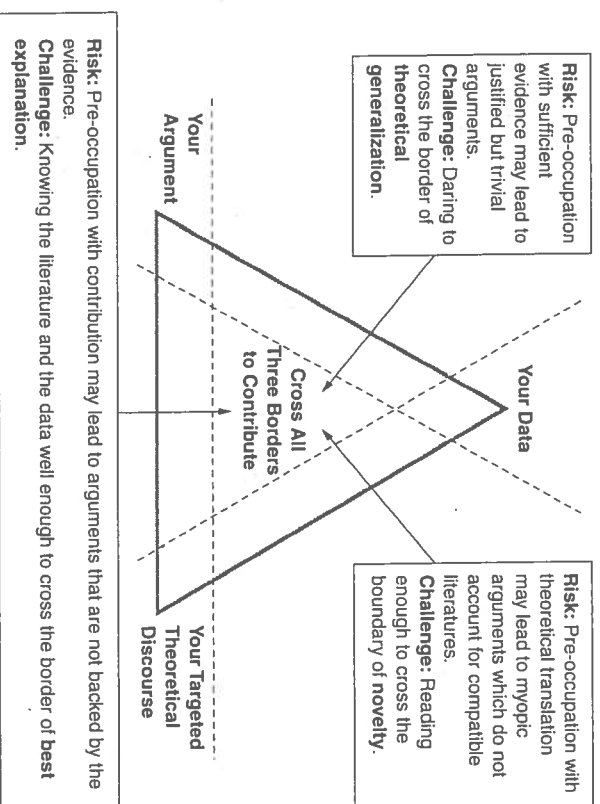 Risk: Pre-occupation
with sufficient
evidence may lead to
justified but trivial
arguments.
Challenge: Daring to
cross the border of
theoretical
generalization.
Your Data
Risk: Pre-occupation with
theoretical translation
may lead to myopic
arguments which do not
account for compatible
literatures.
Challenge: Reading
enough to cross the
boundary of novelty.
Cross All
Three Borders
to Contribute
Your
Argument
Your Targeted
Theoretical
Discourse
Risk: Pre-occupation with contribution may lead to arguments that are not backed by the
evidence.
Challenge: Knowing the literature and the data well enough to cross the border of best
explanation.